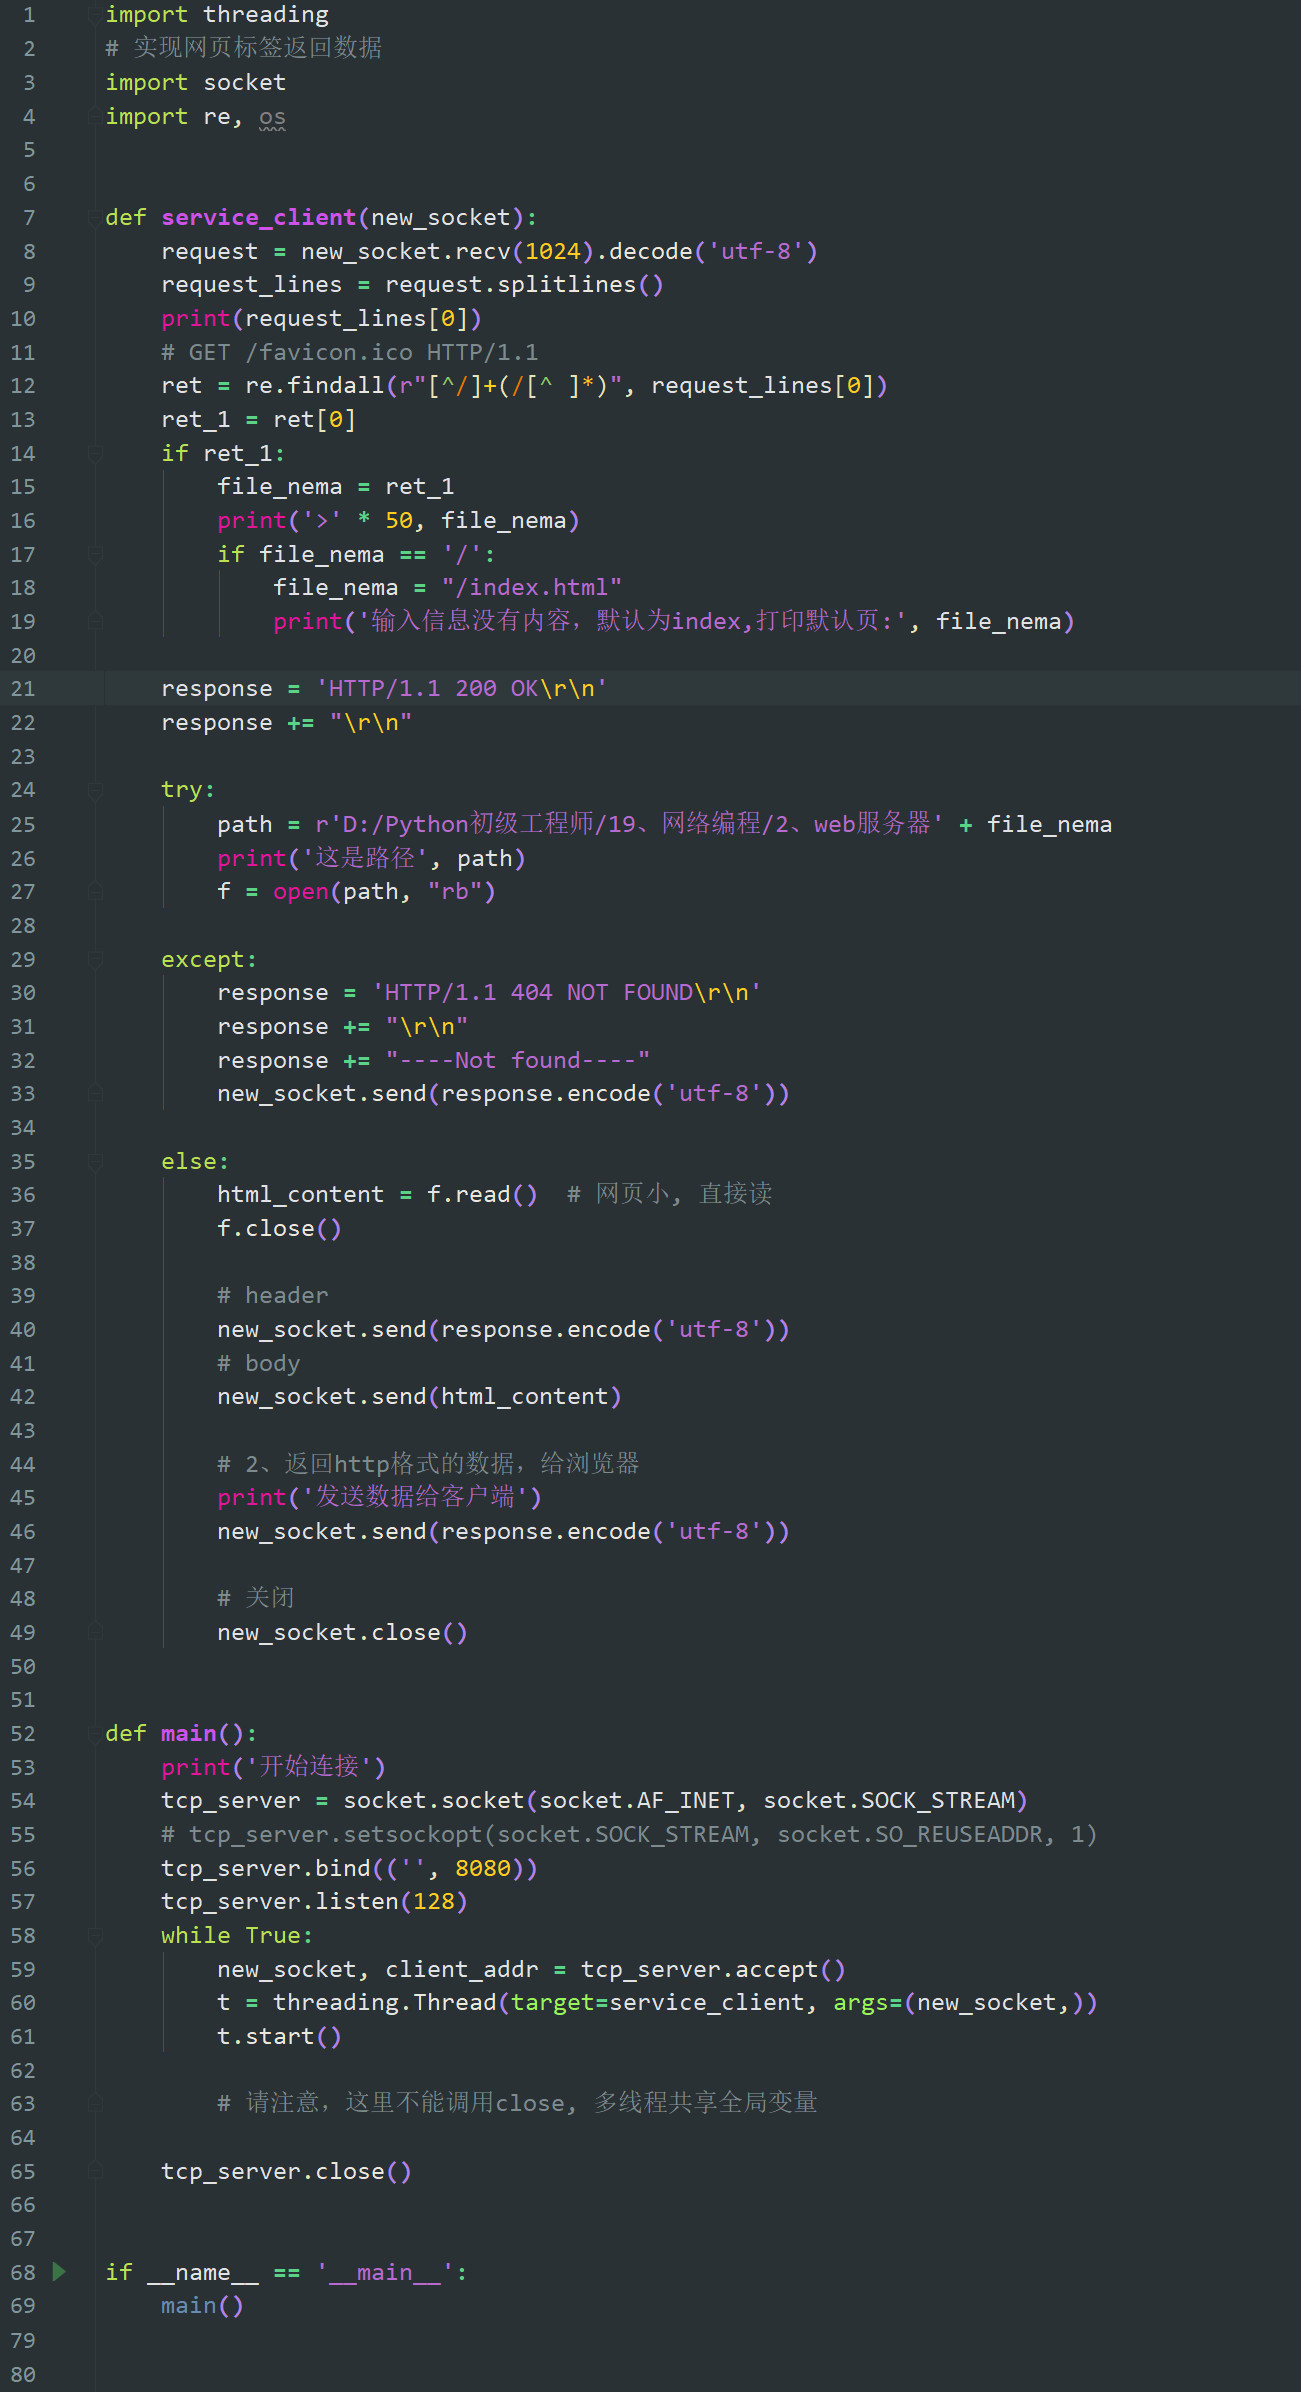 1 import threading
2 # 实现网页标签返回数据
3 import socket
4 import re, os
5
6
7 def service_client(new_socket):
8     request = new_socket.recv(1024).decode('utf-8')
9     request_lines = request.splitlines()
10     print(request_lines[0])
11     # GET /favicon.ico HTTP/1.1
12     ret = re.findall(r"[^/]+(/[^ ]*)", request_lines[0])
13     ret_1 = ret[0]
14     if ret_1:
15         file_nema = ret_1
16         print('>' * 50, file_nema)
17         if file_nema == '/':
18             file_nema = "/index.html"
19             print('输入信息没有内容，默认为index,打印默认页:', file_nema)
20
21     response = 'HTTP/1.1 200 OK\r\n'
22     response += "\r\n"
23
24     try:
25         path = r'D:/Python初级工程师/19、网络编程/2、web服务器' + file_nema
26         print('这是路径', path)
27         f = open(path, "rb")
28
29     except:
30         response = 'HTTP/1.1 404 NOT FOUND\r\n'
31         response += "\r\n"
32         response += "----Not found----"
33         new_socket.send(response.encode('utf-8'))
34
35     else:
36         html_content = f.read()  # 网页小, 直接读
37         f.close()
38
39         # header
40         new_socket.send(response.encode('utf-8'))
41         # body
42         new_socket.send(html_content)
43
44         # 2、返回http格式的数据，给浏览器
45         print('发送数据给客户端')
46         new_socket.send(response.encode('utf-8'))
47
48         # 关闭
49         new_socket.close()
50
51
52 def main():
53     print('开始连接')
54     tcp_server = socket.socket(socket.AF_INET, socket.SOCK_STREAM)
55     # tcp_server.setsockopt(socket.SOCK_STREAM, socket.SO_REUSEADDR, 1)
56     tcp_server.bind(('', 8080))
57     tcp_server.listen(128)
58     while True:
59         new_socket, client_addr = tcp_server.accept()
60         t = threading.Thread(target=service_client, args=(new_socket,))
61         t.start()
62
63         # 请注意，这里不能调用close, 多线程共享全局变量
64
65     tcp_server.close()
66
67
68 if __name__ == '__main__':
69     main()
79
80